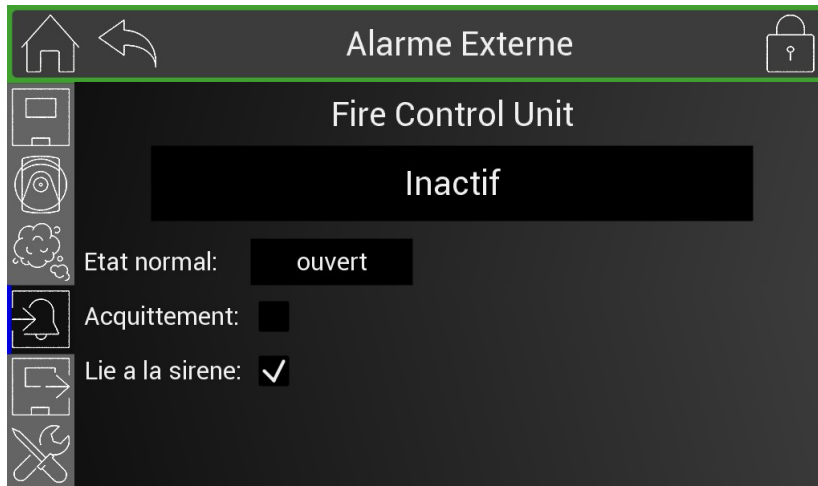 Alarme Externe
Fire Control Unit
Inactif
Etat normal: ouvert
Acquittement:
Lie a la sirene: